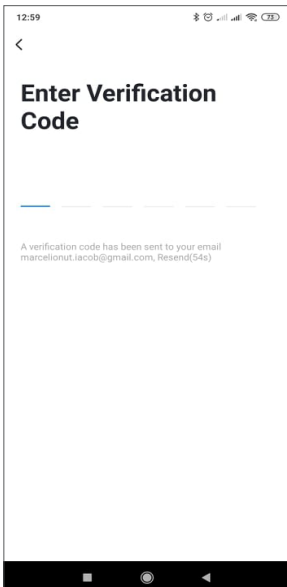 12:59
73
Enter Verification
Code
A verification code has been sent to your email
marcelionut.iacob@gmail.com, Resend(54s)